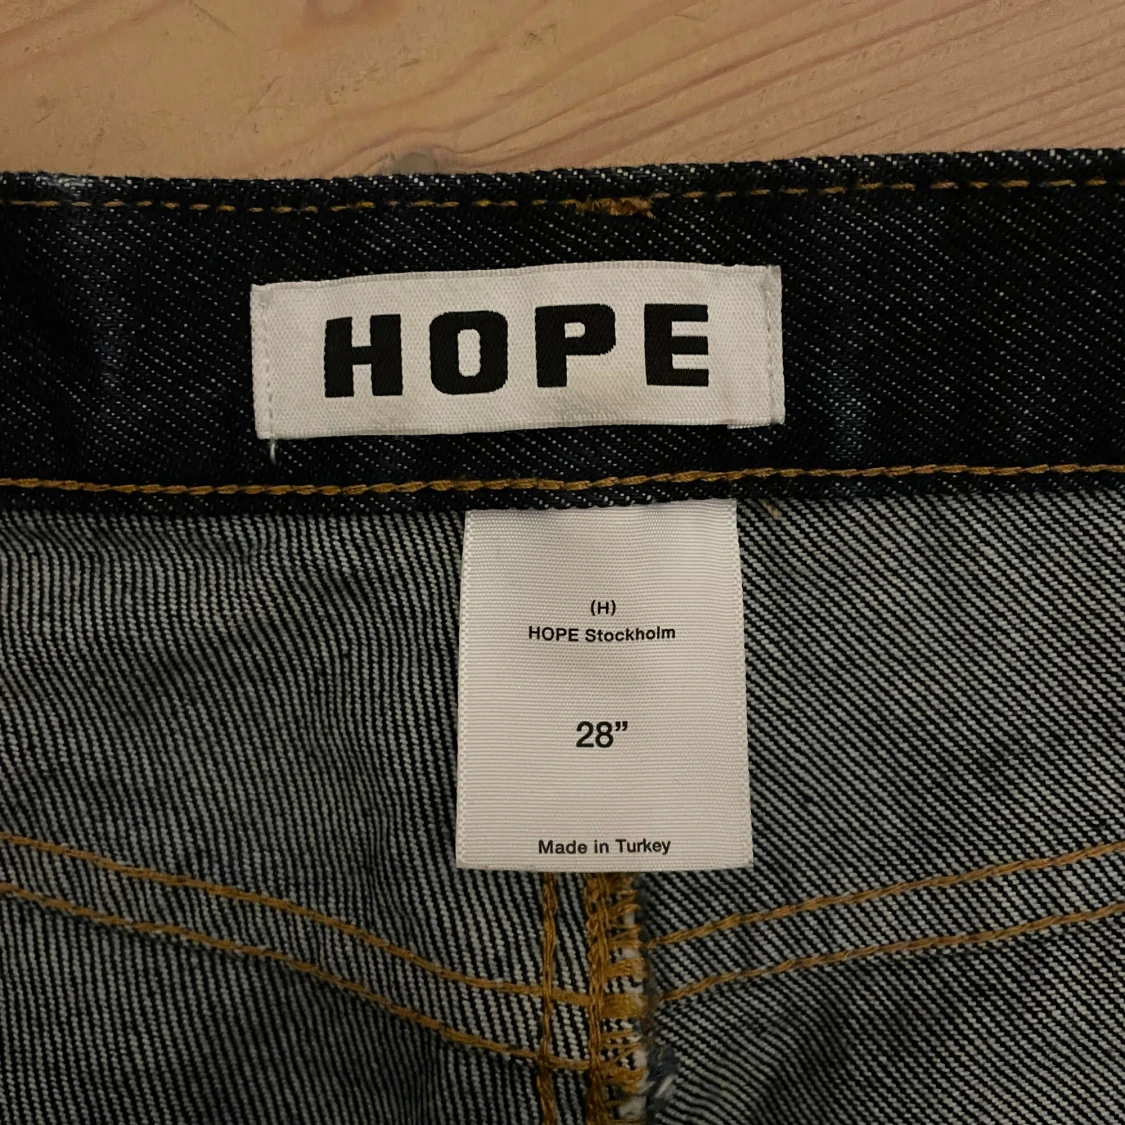 HOPE
(H)
HOPE Stockholm
28”
Made in Turkey